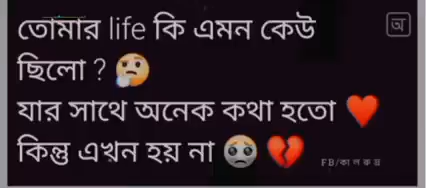 তোমার life কি এমন কেউ
ছিলো ? 🤔
যার সাথে অনেক কথা হতো ♥️
কিন্তু এখন হয় না 🥺 💔
অ